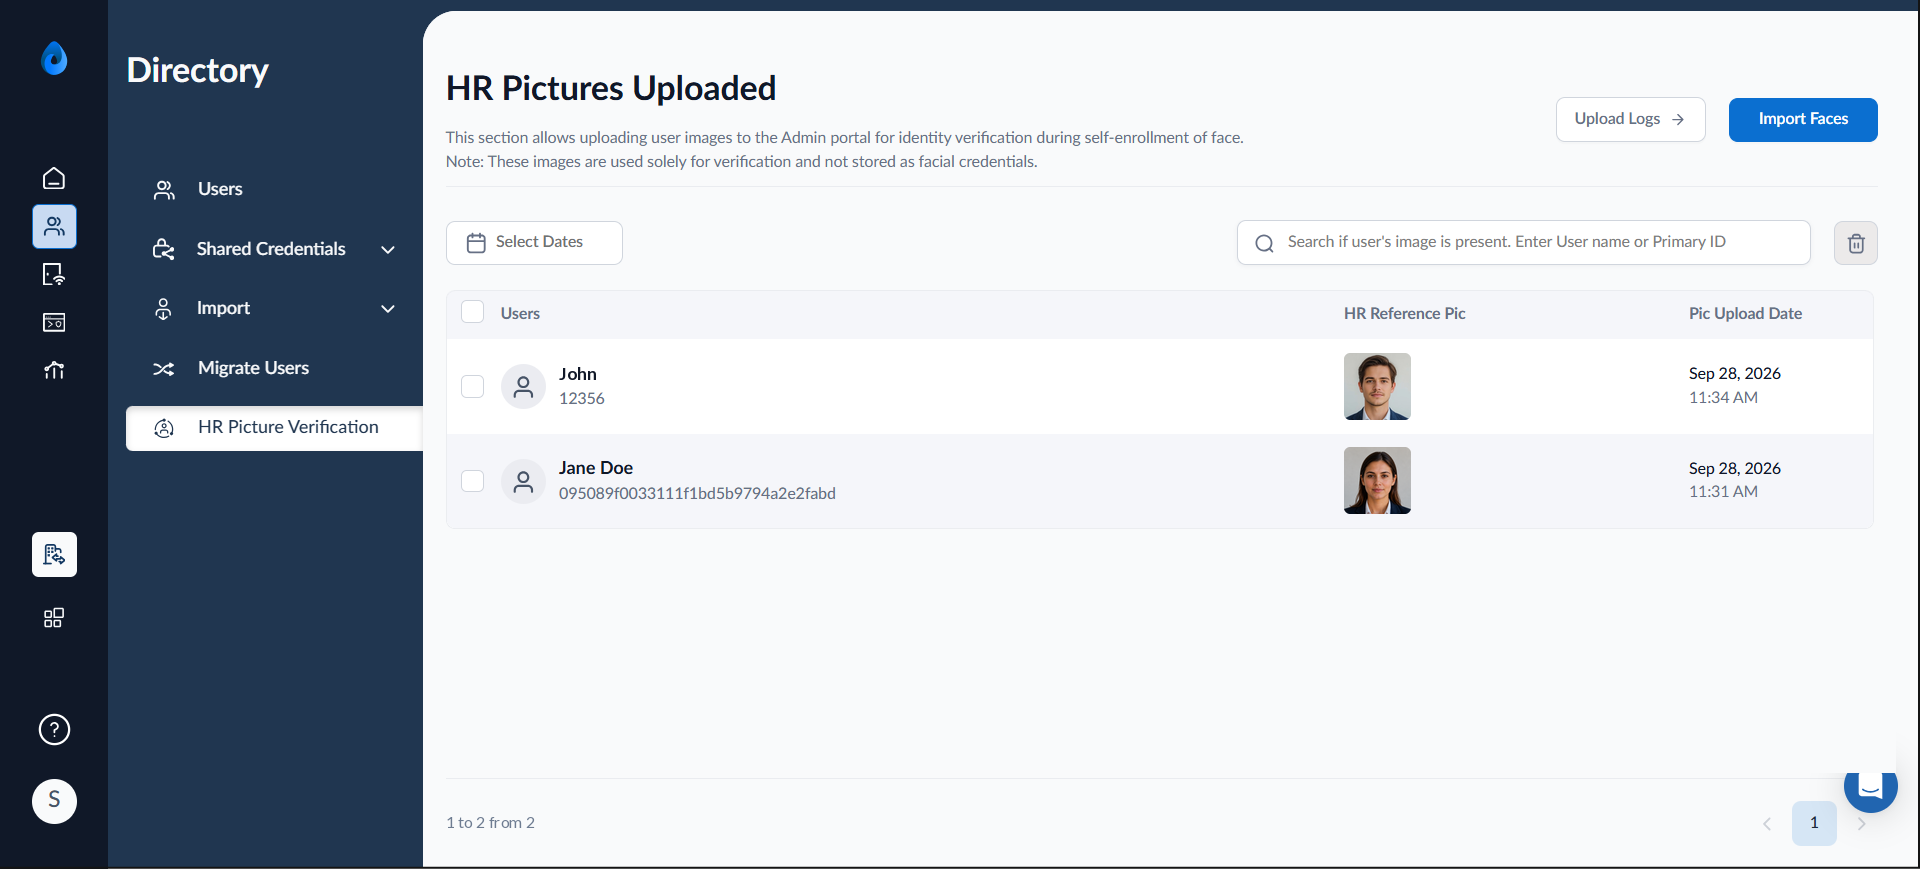 Directory
Users
Shared Credentials
Import
Migrate Users
HR Picture Verification
?
S
HR Pictures Uploaded
This section allows uploading user images to the Admin portal for identity verification during self-enrollment of face.
Note: These images are used solely for verification and not stored as facial credentials.
Upload Logs →
Import Faces
Select Dates
Search if user's image is present. Enter User name or Primary ID
Users HR Reference Pic Pic Upload Date
John
12356
Sep 28, 2026
11:34 AM
Jane Doe
095089f0033111f1bd5b9794a2e2fabd
Sep 28, 2026
11:31 AM
1 to 2 from 2
1